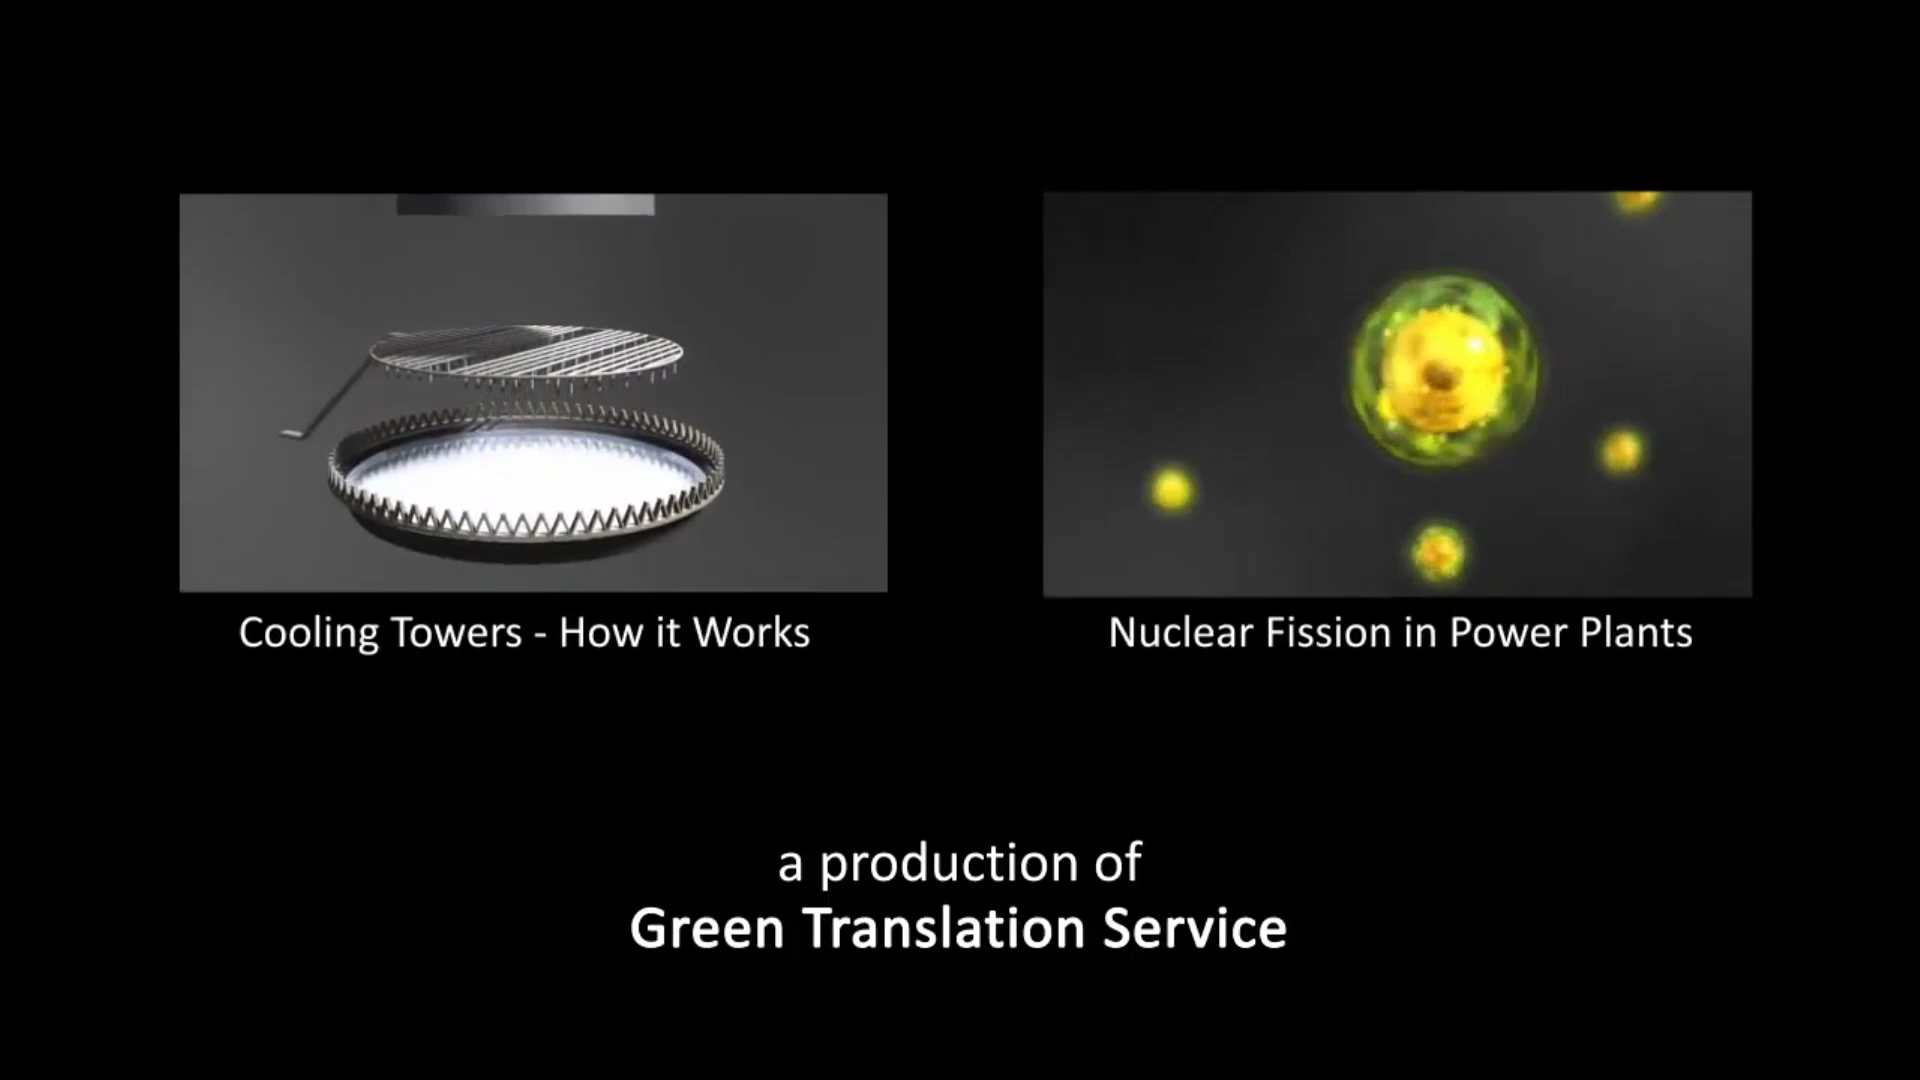 Cooling Towers - How it Works
Nuclear Fission in Power Plants
a production of
Green Translation Service